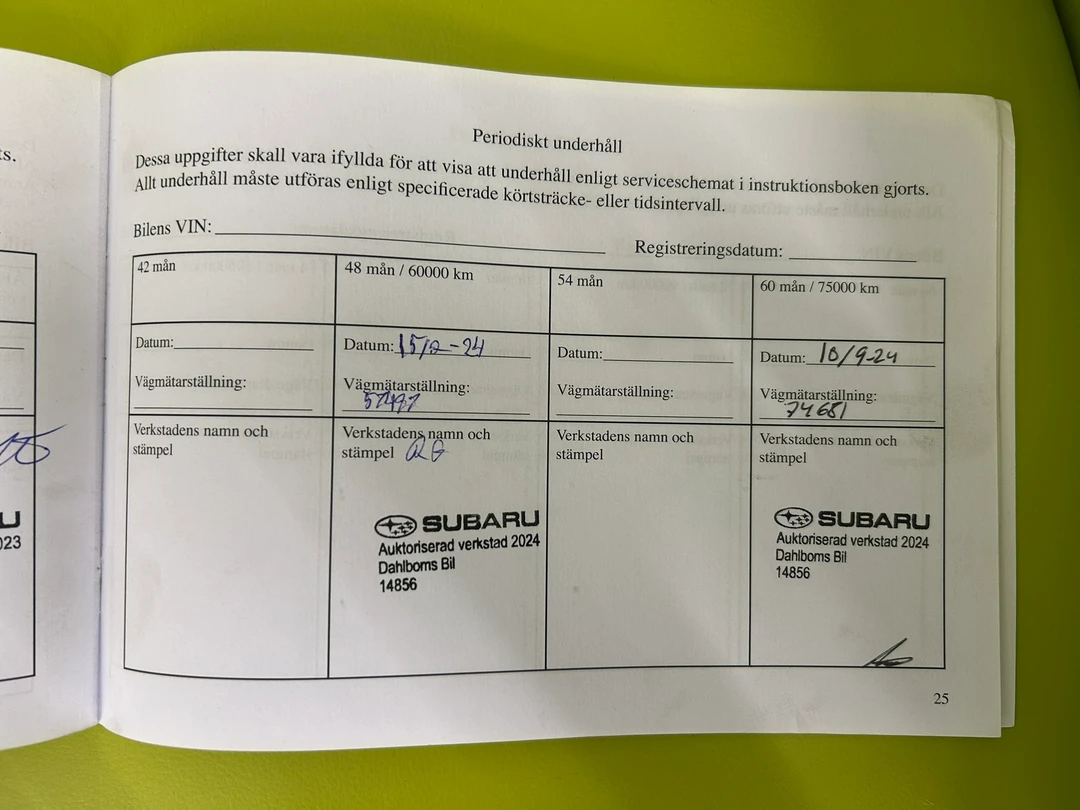 ts.
Periodiskt underhåll
Dessa uppgifter skall vara ifyllda för att visa att underhåll enligt serviceschemat i instruktionsboken gjorts.
Allt underhåll måste utföras enligt specificerade körtsträcke- eller tidsintervall.
Bilens VIN:
Registreringsdatum:
42 mån
48 mån / 60000 km
54 mån
60 mån / 75000 km
Datum:
Datum: 15/2-24
Datum:
Datum: 10/9-24
Vägmätarställning:
Vägmätarställning:
Vägmätarställning:
Vägmätarställning:
74681
Verkstadens namn och
stämpel
Verkstadens namn och
stämpel
Verkstadens namn och
stämpel
Verkstadens namn och
stämpel
U
023
SUBARU
Auktoriserad verkstad 2024
Dahlboms Bil
14856
SUBARU
Auktoriserad verkstad 2024
Dahlboms Bil
14856
25